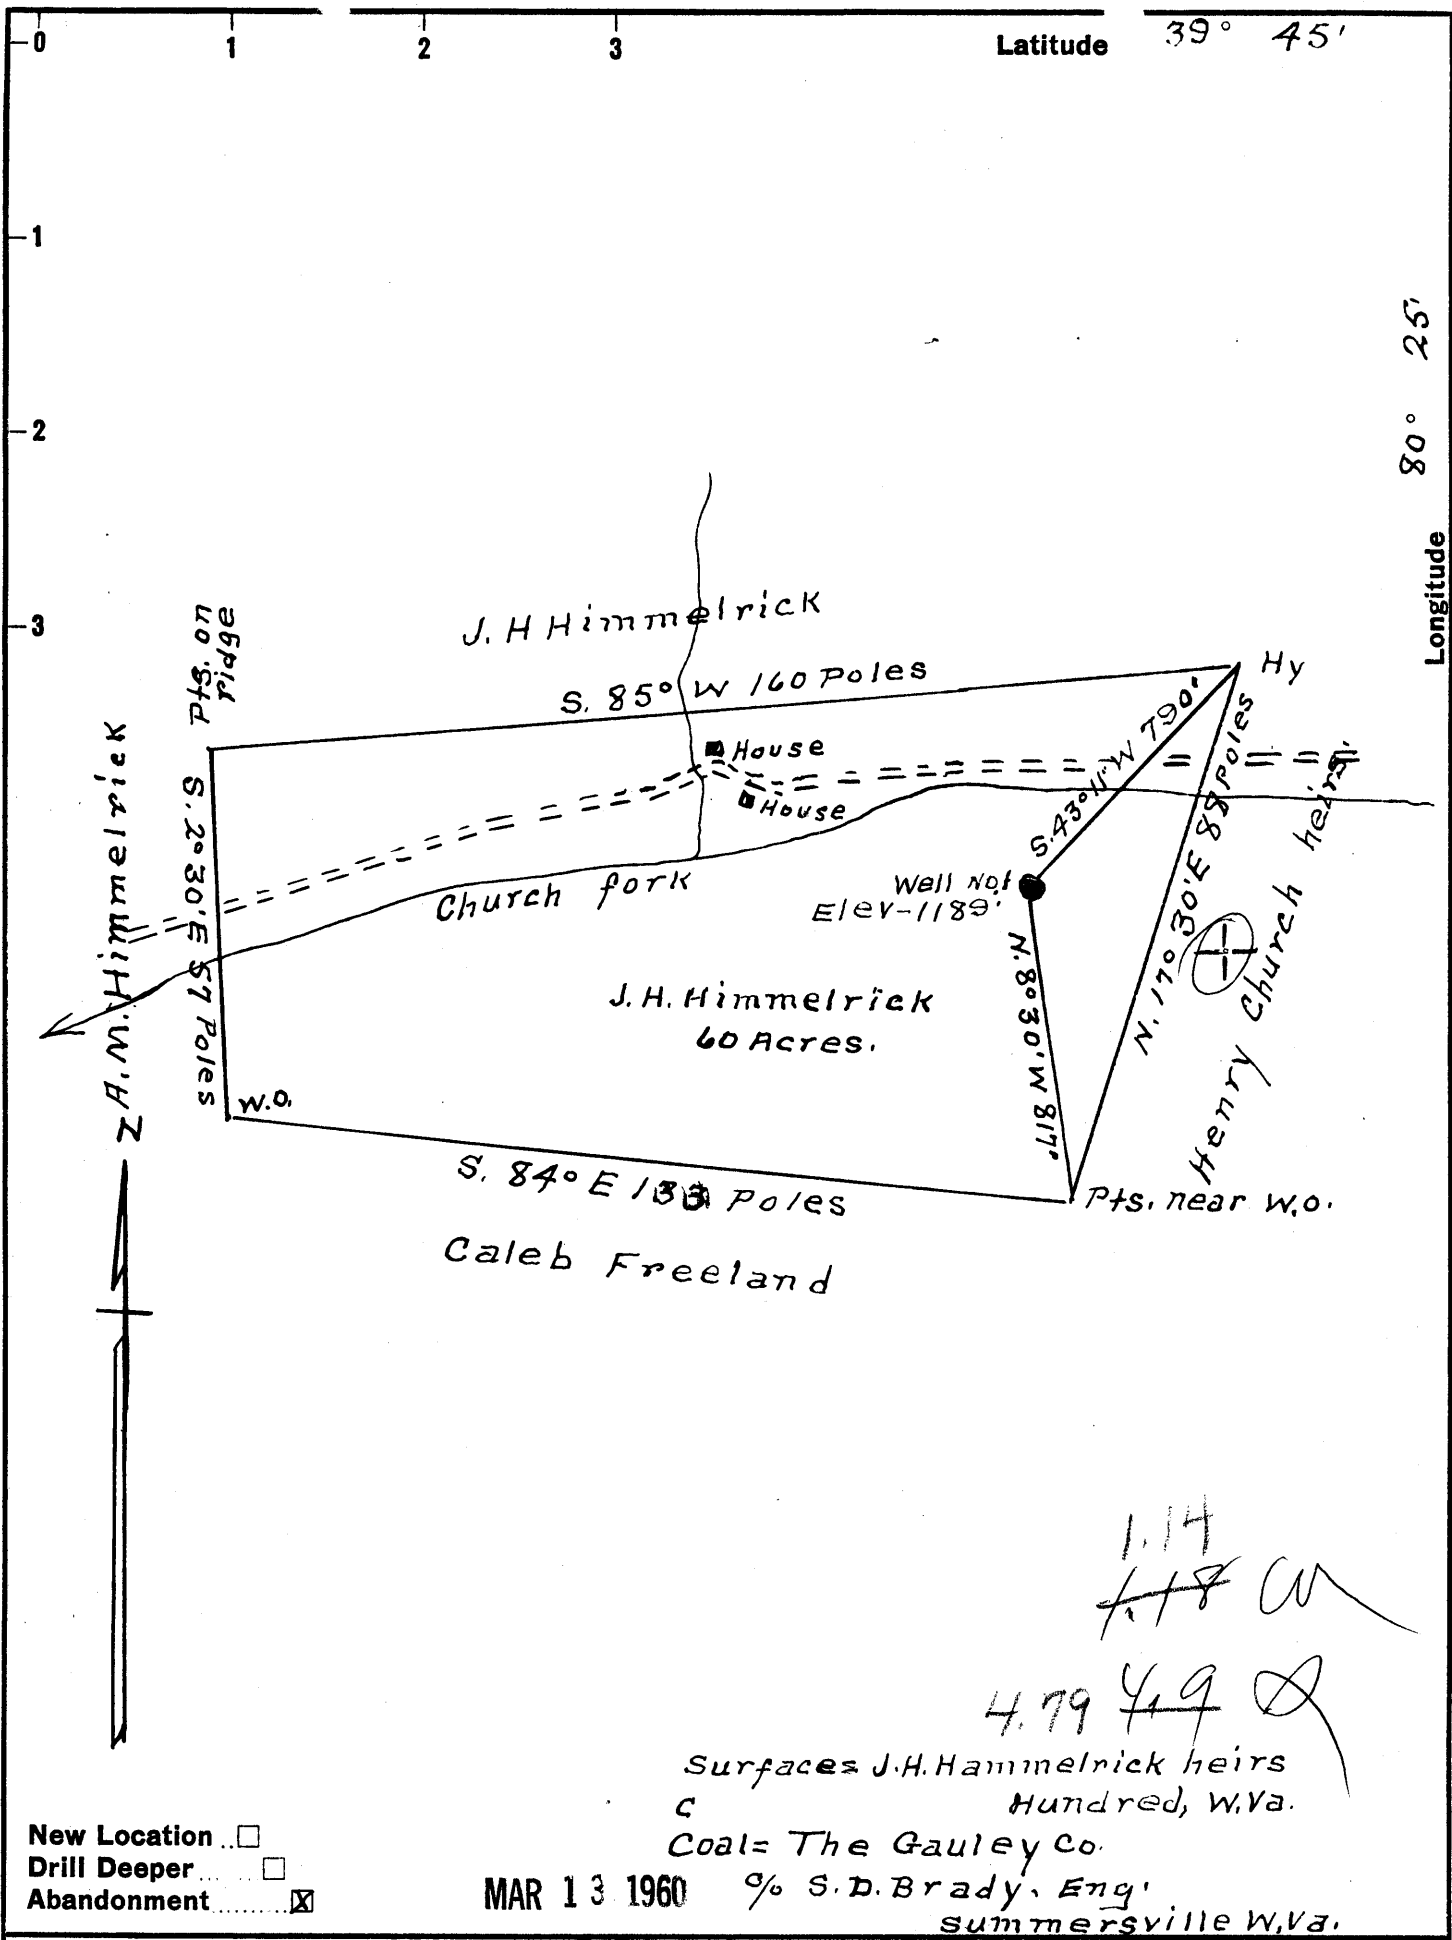 0 1 2 3 Latitude 39° 45'
1
2
3
80° 25'
Longitude
Pts. on
ridge
J. H Himmelrick
S. 85° W 160 Poles
Hy
House
House
S. 43° 11' W 790'
N. 17° 30' E 88 Poles
Henry Church heirs
A. M. Himmelrick
S. 2° 30' E 57 Poles
Church fork
Well No. 1
Elev-1189'
J. H. Himmelrick
60 Acres.
N. 8° 30' W 817'
W.O.
S. 84° E 133 Poles
Pts. near W.O.
Caleb Freeland
Z
1.14
1.18
4.79 4.9
Surface= J.H. Hammelrick heirs
Hundred, W.Va.
C
Coal= The Gauley Co.
c/o S. D. Brady. Eng.
Summersville W.Va.
New Location
Drill Deeper
Abandonment X
MAR 13 1960